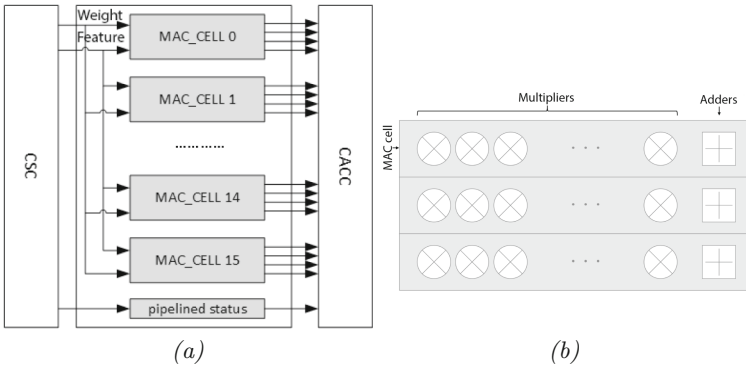 Weight
Feature
MAC_CELL 0
MAC_CELL 1
............
MAC_CELL 14
MAC_CELL 15
pipelined status
CSC
CACC
(a)
Multipliers
Adders
MAC cell
. . .
. . .
. . .
(b)